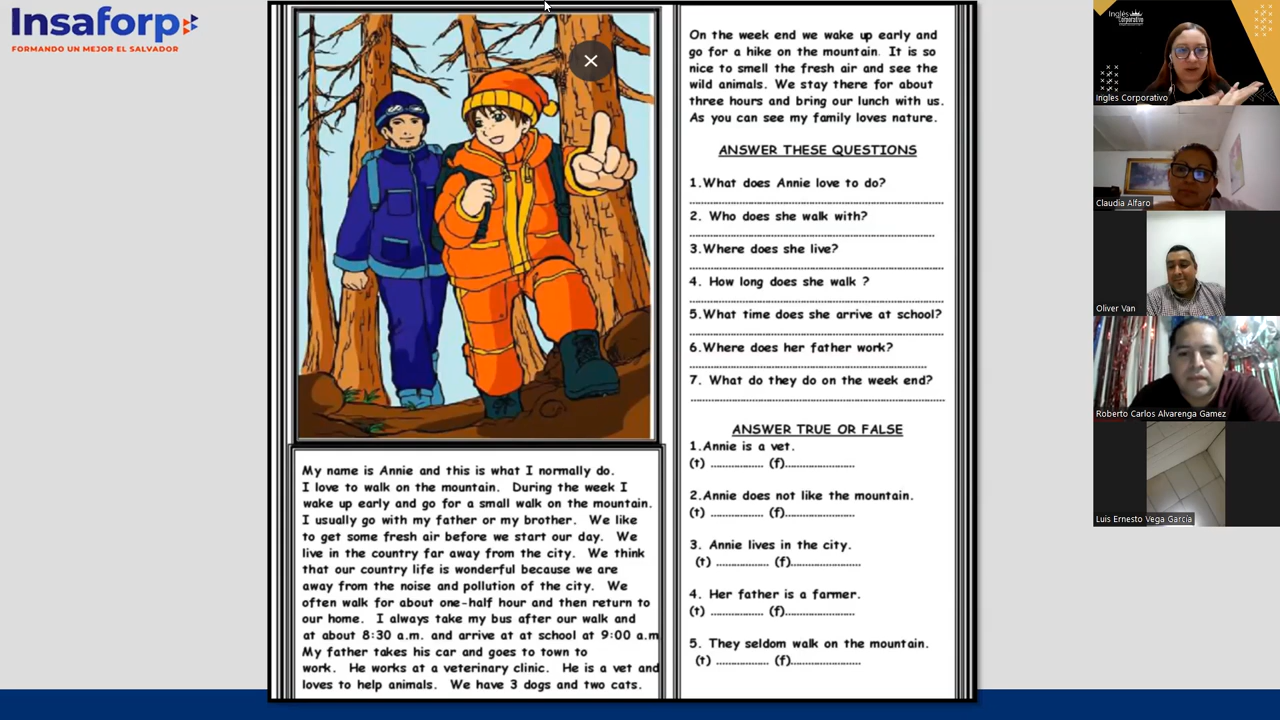 Insaforp
FORMANDO UN MEJOR EL SALVADOR
My name is Annie and this is what I normally do.
I love to walk on the mountain. During the week I
wake up early and go for a small walk on the mountain.
I usually go with my father or my brother. We like
to get some fresh air before we start our day. We
live in the country far away from the city. We think
that our country life is wonderful because we are
away from the noise and pollution of the city. We
often walk for about one-half hour and then return to
our home. I always take my bus after our walk and
at about 8:30 a.m. and arrive at at school at 9:00 a.m
My father takes his car and goes to town to
work. He works at a veterinary clinic. He is a vet and
loves to help animals. We have 3 dogs and two cats.
On the week end we wake up early and
go for a hike on the mountain. It is so
nice to smell the fresh air and see the
wild animals. We stay there for about
three hours and bring our lunch with us.
As you can see my family loves nature.
ANSWER THESE QUESTIONS
1.What does Annie love to do?
2. Who does she walk with?
3.Where does she live?
4. How long does she walk ?
5.What time does she arrive at school?
6.Where does her father work?
7. What do they do on the week end?
ANSWER TRUE OR FALSE
1.Annie is a vet.
(t) .................. (f)..................
2.Annie does not like the mountain.
(t) .................. (f)..................
3. Annie lives in the city.
(t) .................. (f)..................
4. Her father is a farmer.
(t) .................. (f)..................
5. They seldom walk on the mountain.
(t) .................. (f)..................
Inglés
Corporativo
Ingles Corporativo
Claudia Alfaro
Oliver Van
Roberto Carlos Alvarenga Gamez
Luis Ernesto Vega García